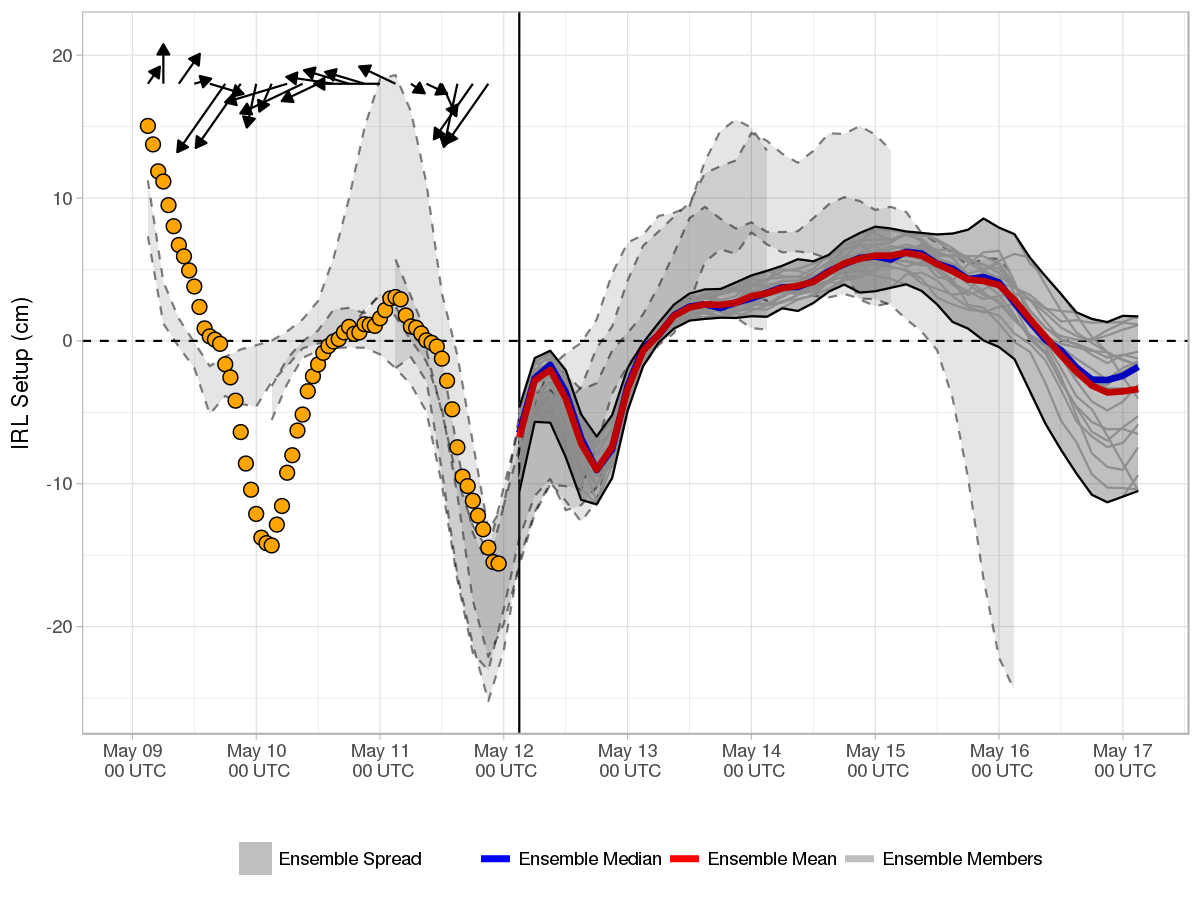 IRL Setup (cm)
20
10
0
-10
-20
May 09
00 UTC
May 10
00 UTC
May 11
00 UTC
May 12
00 UTC
May 13
00 UTC
May 14
00 UTC
May 15
00 UTC
May 16
00 UTC
May 17
00 UTC
Ensemble Spread
Ensemble Median
Ensemble Mean
Ensemble Members